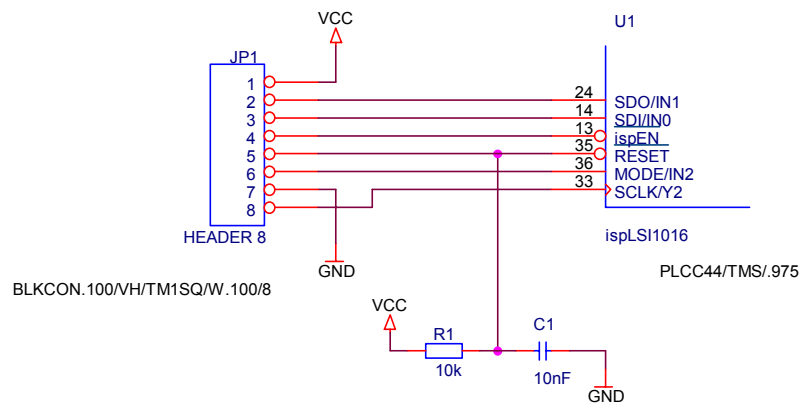 VCC
U1
JP1
1
2
3
4
5
6
7
8
24
14
13
35
36
33
SDO/IN1
SDI/IN0
ispEN
RESET
MODE/IN2
SCLK/Y2
HEADER 8
ispLSI1016
GND
PLCC44/TMS/.975
BLKCON.100/VH/TM1SQ/W.100/8
VCC
R1
C1
10k
10nF
GND